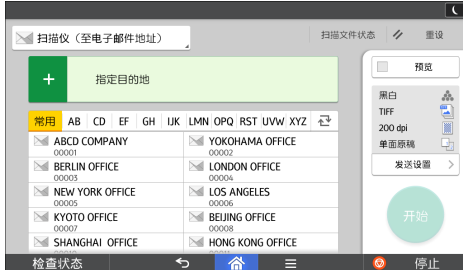 扫描仪（至电子邮件地址）
扫描文件状态
重设
指定目的地
预览
常用 AB CD EF GH IJK LMN OPQ RST UVW XYZ
黑白
TIFF
200 dpi
单面原稿
发送设置
ABCD COMPANY
00001
YOKOHAMA OFFICE
00002
BERLIN OFFICE
00003
LONDON OFFICE
00004
NEW YORK OFFICE
00005
LOS ANGELES
00006
KYOTO OFFICE
00007
BEIJING OFFICE
00008
SHANGHAI OFFICE
HONG KONG OFFICE
开始
检查状态
停止